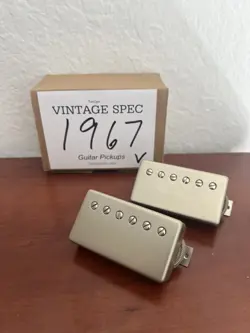 VINTAGE SPEC
1967
Guitar Pickups